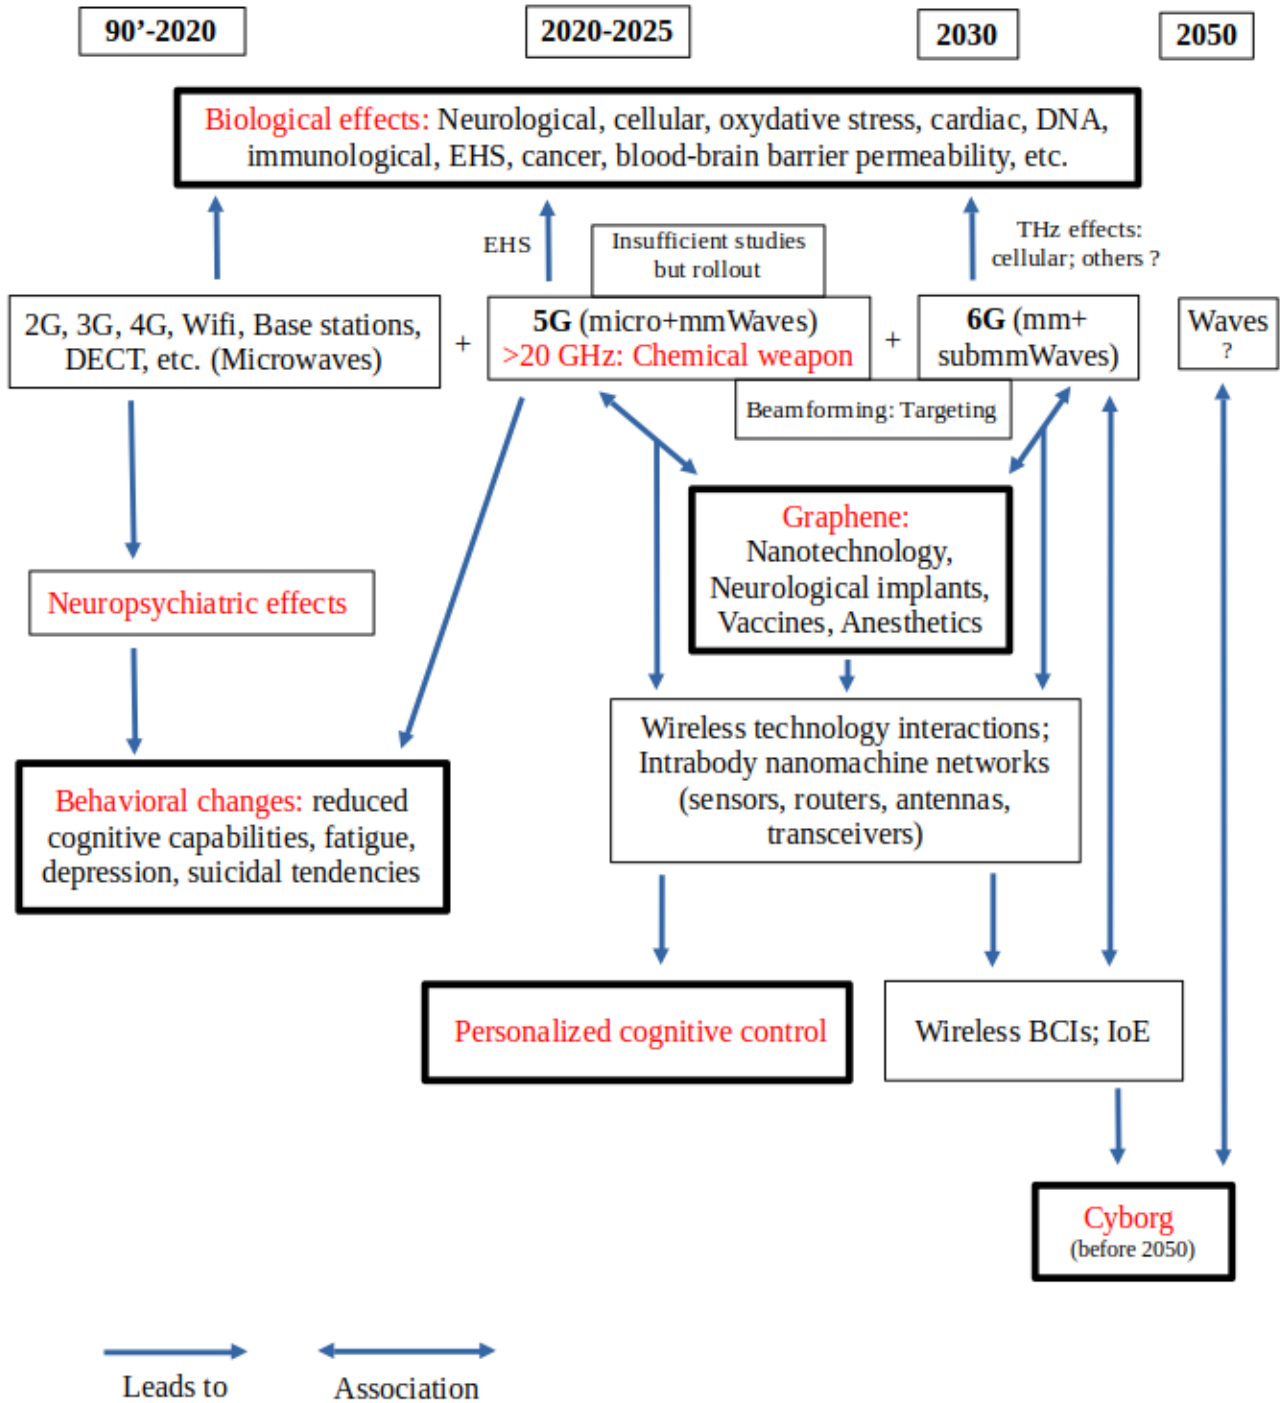 90’-2020
2020-2025
2030
2050
Biological effects: Neurological, cellular, oxydative stress, cardiac, DNA,
immunological, EHS, cancer, blood-brain barrier permeability, etc.
EHS
Insufficient studies
but rollout
THz effects:
cellular; others ?
2G, 3G, 4G, Wifi, Base stations,
DECT, etc. (Microwaves)
+
5G (micro+mmWaves)
>20 GHz: Chemical weapon
+
6G (mm+
submmWaves)
Waves
?
Beamforming: Targeting
Graphene:
Nanotechnology,
Neurological implants,
Vaccines, Anesthetics
Neuropsychiatric effects
Wireless technology interactions;
Intrabody nanomachine networks
(sensors, routers, antennas,
transceivers)
Behavioral changes: reduced
cognitive capabilities, fatigue,
depression, suicidal tendencies
Personalized cognitive control
Wireless BCIs; IoE
Cyborg
(before 2050)
Leads to
Association